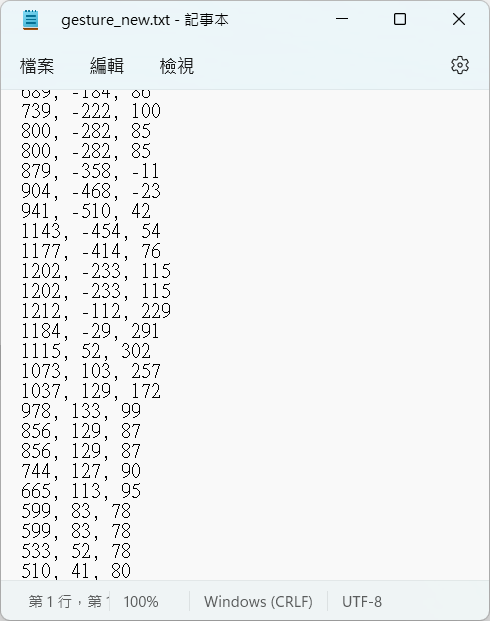 gesture_new.txt - 記事本
檔案 編輯 檢視
689, -184, 86
739, -222, 100
800, -282, 85
800, -282, 85
879, -358, -11
904, -468, -23
941, -510, 42
1143, -454, 54
1177, -414, 76
1202, -233, 115
1202, -233, 115
1212, -112, 229
1184, -29, 291
1115, 52, 302
1073, 103, 257
1037, 129, 172
978, 133, 99
856, 129, 87
856, 129, 87
744, 127, 90
665, 113, 95
599, 83, 78
599, 83, 78
533, 52, 78
510, 41, 80
第 1 行，第 1 100% Windows (CRLF) UTF-8